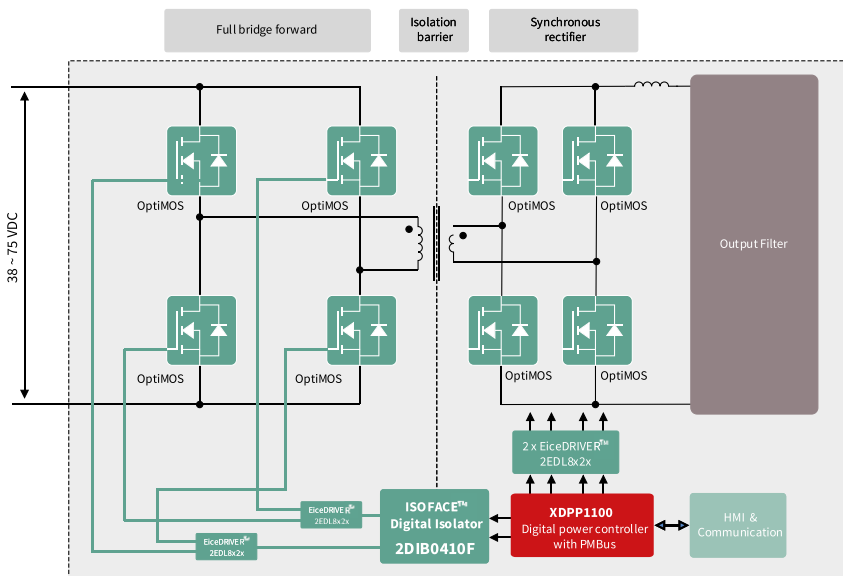 Full bridge forward
Isolation
barrier
Synchronous
rectifier
38 ~ 75 VDC
OptiMOS
OptiMOS
OptiMOS
OptiMOS
OptiMOS
OptiMOS
OptiMOS
OptiMOS
Output Filter
2 x EiceDRIVER™
2EDL8x2x
EiceDRIVER™
2EDL8x2x
EiceDRIVER™
2EDL8x2x
ISOFACE™
Digital Isolator
2DIB0410F
XDPP1100
Digital power controller
with PMBus
HMI &
Communication